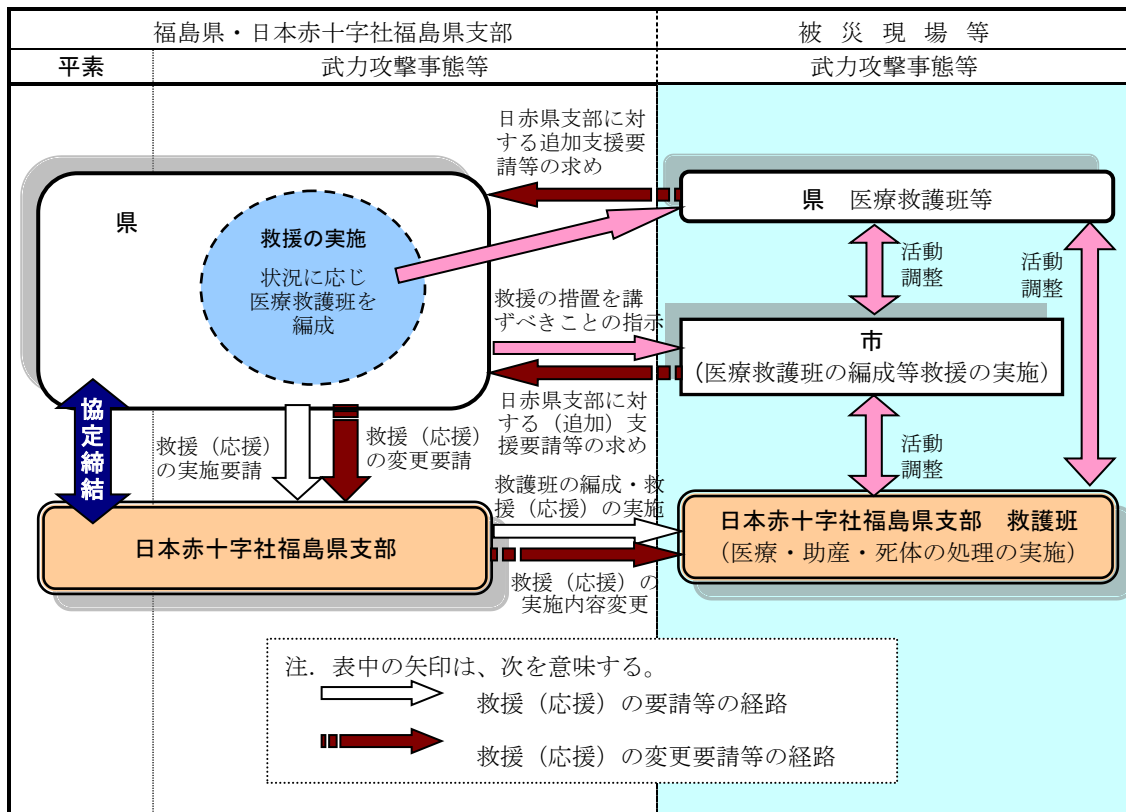 福島県・日本赤十字社福島県支部
被 災 現 場 等
平素
武力攻撃事態等
武力攻撃事態等
日赤県支部に対
する追加支援要
請等の求め
県
救援の実施
状況に応じ
医療救護班を
編成
県 医療救護班等
活動
調整
活動
調整
救援の措置を講
ずべきことの指示
市
(医療救護班の編成等救援の実施)
日赤県支部に対
する(追加)支
援要請等の求め
協定締結
救援(応援)
の実施要請
救援(応援)
の変更要請
活動
調整
救護班の編成・救
援(応援)の実施
日本赤十字社福島県支部
日本赤十字社福島県支部 救護班
(医療・助産・死体の処理の実施)
救援(応援)の
実施内容変更
注.表中の矢印は、次を意味する。
救援(応援)の要請等の経路
救援(応援)の変更要請等の経路